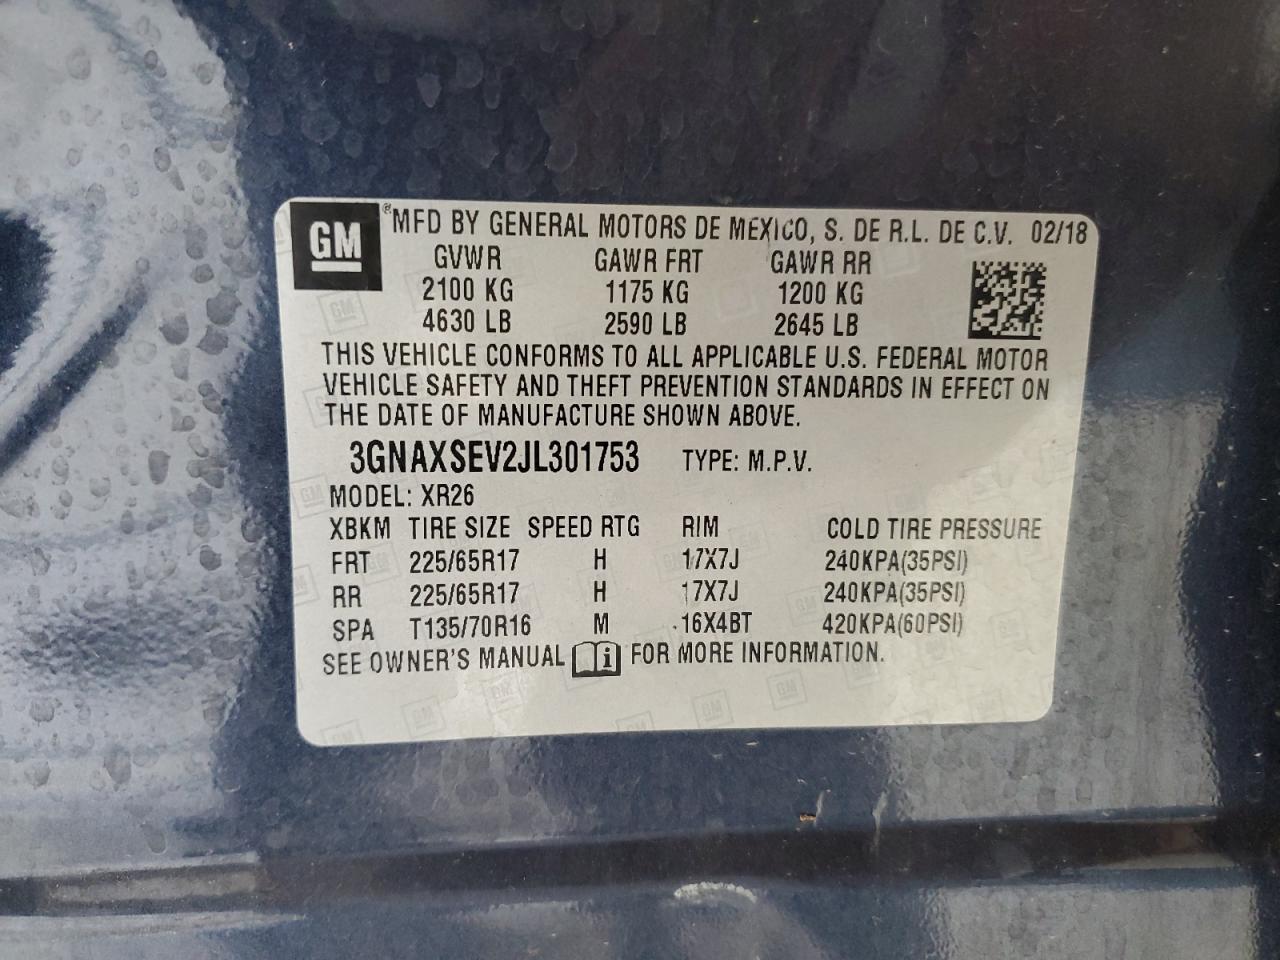 GM ® MFD BY GENERAL MOTORS DE MEXICO, S. DE R.L. DE C.V. 02/18
GVWR GAWR FRT GAWR RR
2100 KG 1175 KG 1200 KG
4630 LB 2590 LB 2645 LB
THIS VEHICLE CONFORMS TO ALL APPLICABLE U.S. FEDERAL MOTOR
VEHICLE SAFETY AND THEFT PREVENTION STANDARDS IN EFFECT ON
THE DATE OF MANUFACTURE SHOWN ABOVE.
3GNAXSEV2JL301753 TYPE: M.P.V.
MODEL: XR26
XBKM TIRE SIZE SPEED RTG RIM COLD TIRE PRESSURE
FRT 225/65R17 H 17X7J 240KPA(35PSI)
RR 225/65R17 H 17X7J 240KPA(35PSI)
SPA T135/70R16 M 16X4BT 420KPA(60PSI)
SEE OWNER'S MANUAL i FOR MORE INFORMATION.